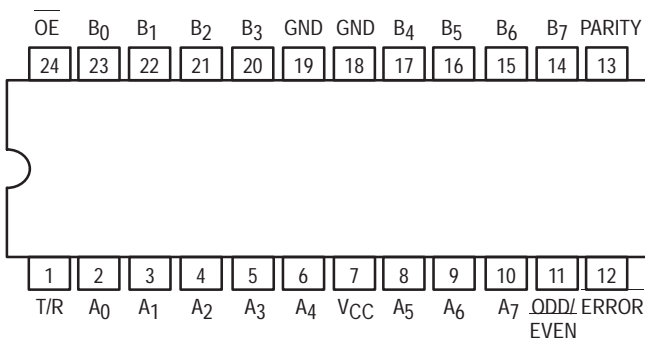 OE B0 B1 B2 B3 GND GND B4 B5 B6 B7 PARITY
24 23 22 21 20 19 18 17 16 15 14 13
1 2 3 4 5 6 7 8 9 10 11 12
T/R A0 A1 A2 A3 A4 VCC A5 A6 A7 ODD/ ERROR
EVEN